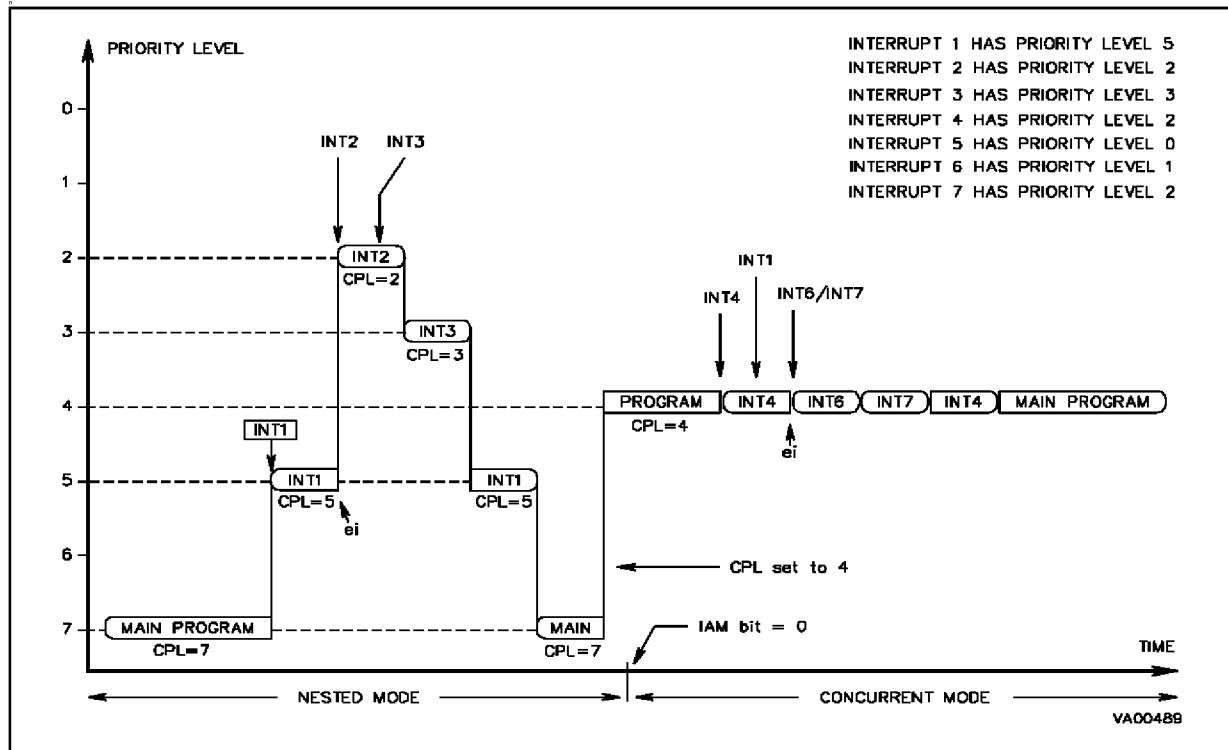 PRIORITY LEVEL
INTERRUPT 1 HAS PRIORITY LEVEL 5
INTERRUPT 2 HAS PRIORITY LEVEL 2
INTERRUPT 3 HAS PRIORITY LEVEL 3
INTERRUPT 4 HAS PRIORITY LEVEL 2
INTERRUPT 5 HAS PRIORITY LEVEL 0
INTERRUPT 6 HAS PRIORITY LEVEL 1
INTERRUPT 7 HAS PRIORITY LEVEL 2
0
INT2 INT3
1
2 INT2
CPL=2
INT1
INT4 INT6/INT7
3 INT3
CPL=3
4 PROGRAM INT4 INT6 INT7 INT4 MAIN PROGRAM
CPL=4
INT1
ei
5 INT1 INT1
CPL=5 CPL=5
ei
6
CPL set to 4
7 MAIN PROGRAM MAIN IAM bit = 0
CPL=7 CPL=7
TIME
NESTED MODE CONCURRENT MODE
VA00489